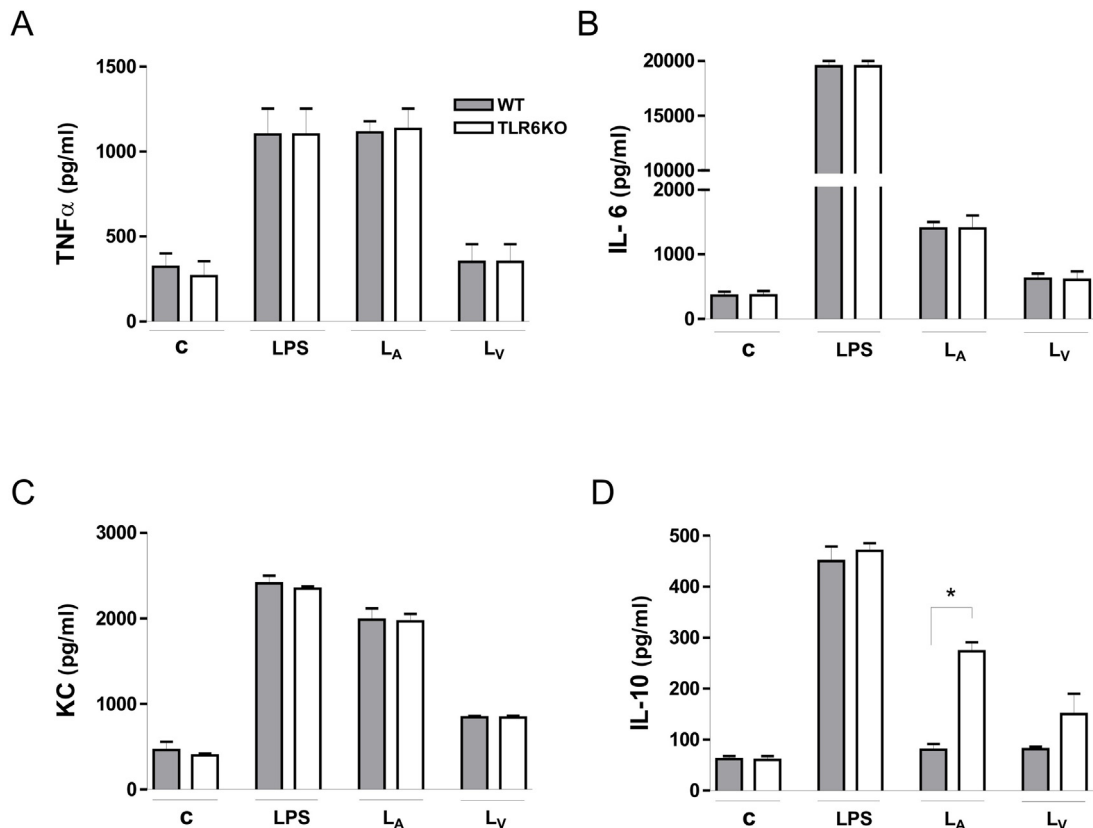 A
TNFα (pg/ml)
1500
1000
500
0
WT
TLR6KO
C LPS LA LV
B
IL- 6 (pg/ml)
20000
15000
10000
2000
1000
0
C LPS LA LV
C
KC (pg/ml)
3000
2000
1000
0
C LPS LA LV
D
IL-10 (pg/ml)
500
400
300
200
100
0
*
C LPS LA LV